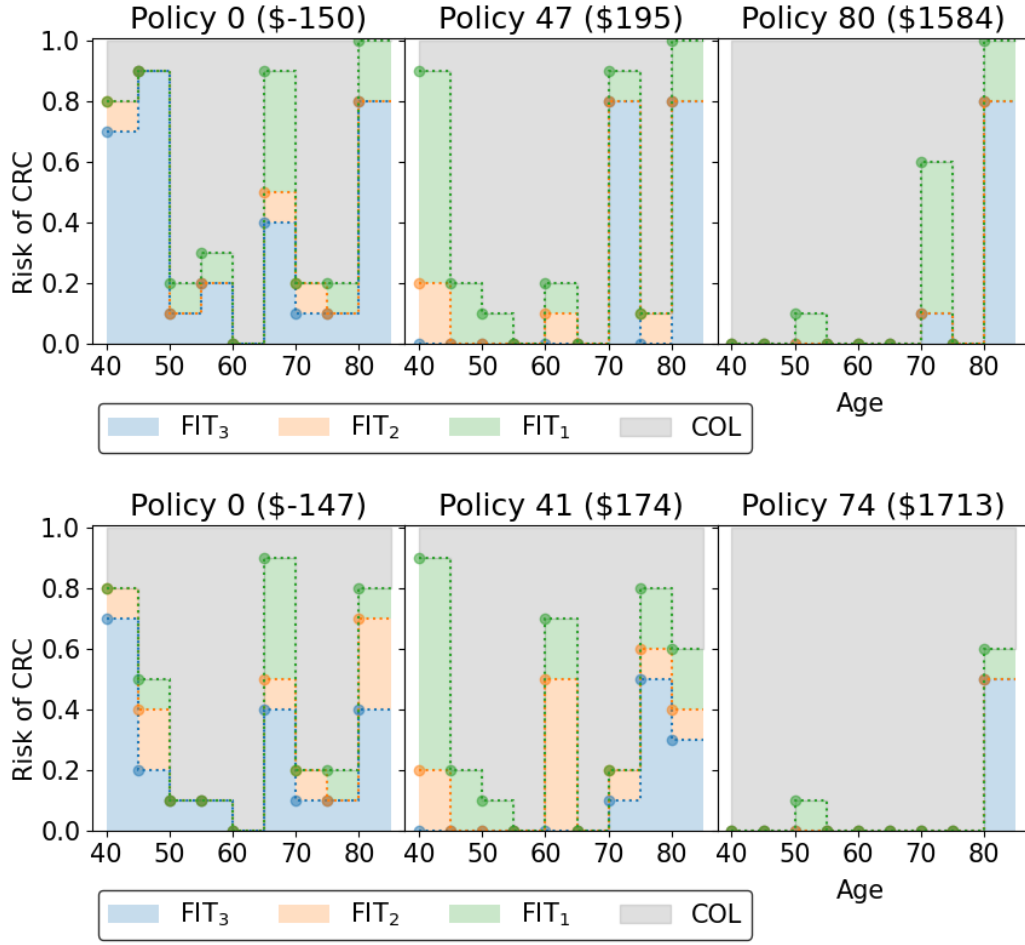 Policy 0 ($-150) Policy 47 ($195) Policy 80 ($1584)
Risk of CRC
1.0
0.8
0.6
0.4
0.2
0.0
40 50 60 70 80 40 50 60 70 80 40 50 60 70 80
Age
FIT₃ FIT₂ FIT₁ COL
Policy 0 ($-147) Policy 41 ($174) Policy 74 ($1713)
Risk of CRC
1.0
0.8
0.6
0.4
0.2
0.0
40 50 60 70 80 40 50 60 70 80 40 50 60 70 80
Age
FIT₃ FIT₂ FIT₁ COL